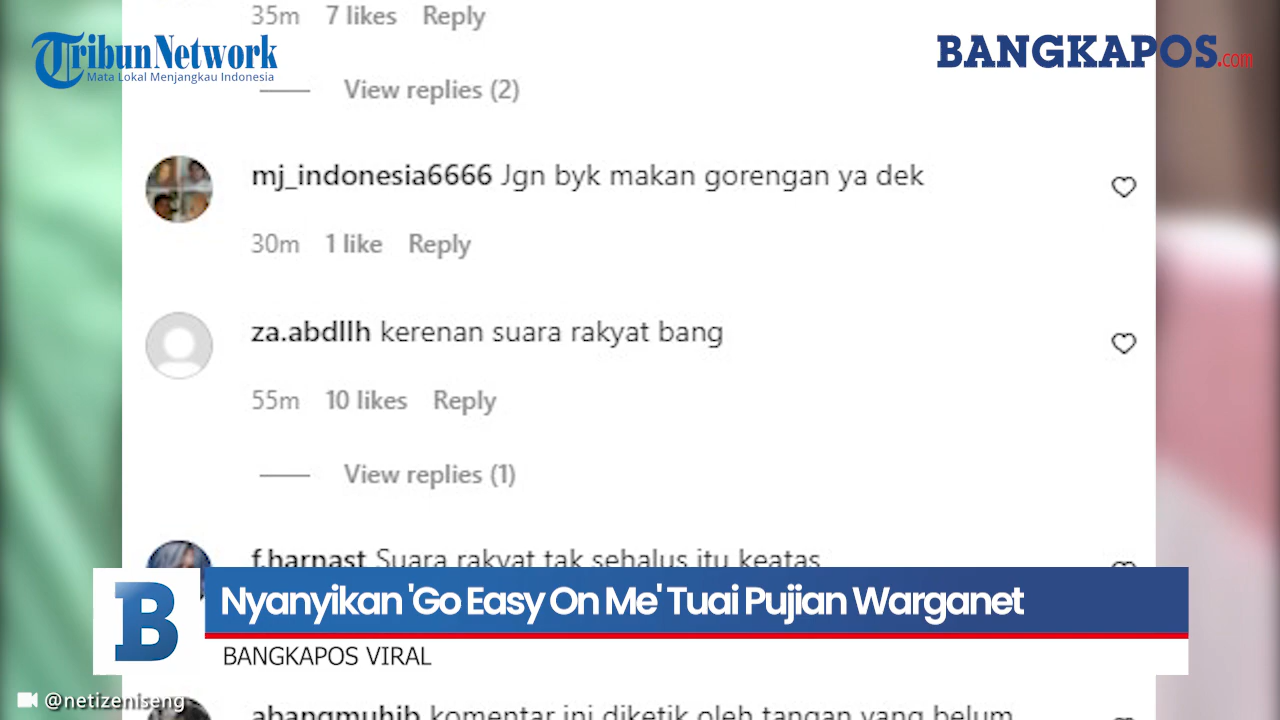 35m 7 likes Reply
TribunNetwork
Mata Lokal Menjangkau Indonesia
BANGKAPOS.com
View replies (2)
mj_indonesia6666 Jgn byk makan gorengan ya dek
30m 1 like Reply
za.abdllh kerenan suara rakyat bang
55m 10 likes Reply
View replies (1)
f.harnast Suara rakyat tak sehalus itu keatas
B
Nyanyikan 'Go Easy On Me' Tuai Pujian Warganet
BANGKAPOS VIRAL
@netizeniseng
abangmuhib komentar ini diketik oleh tangan yang belum